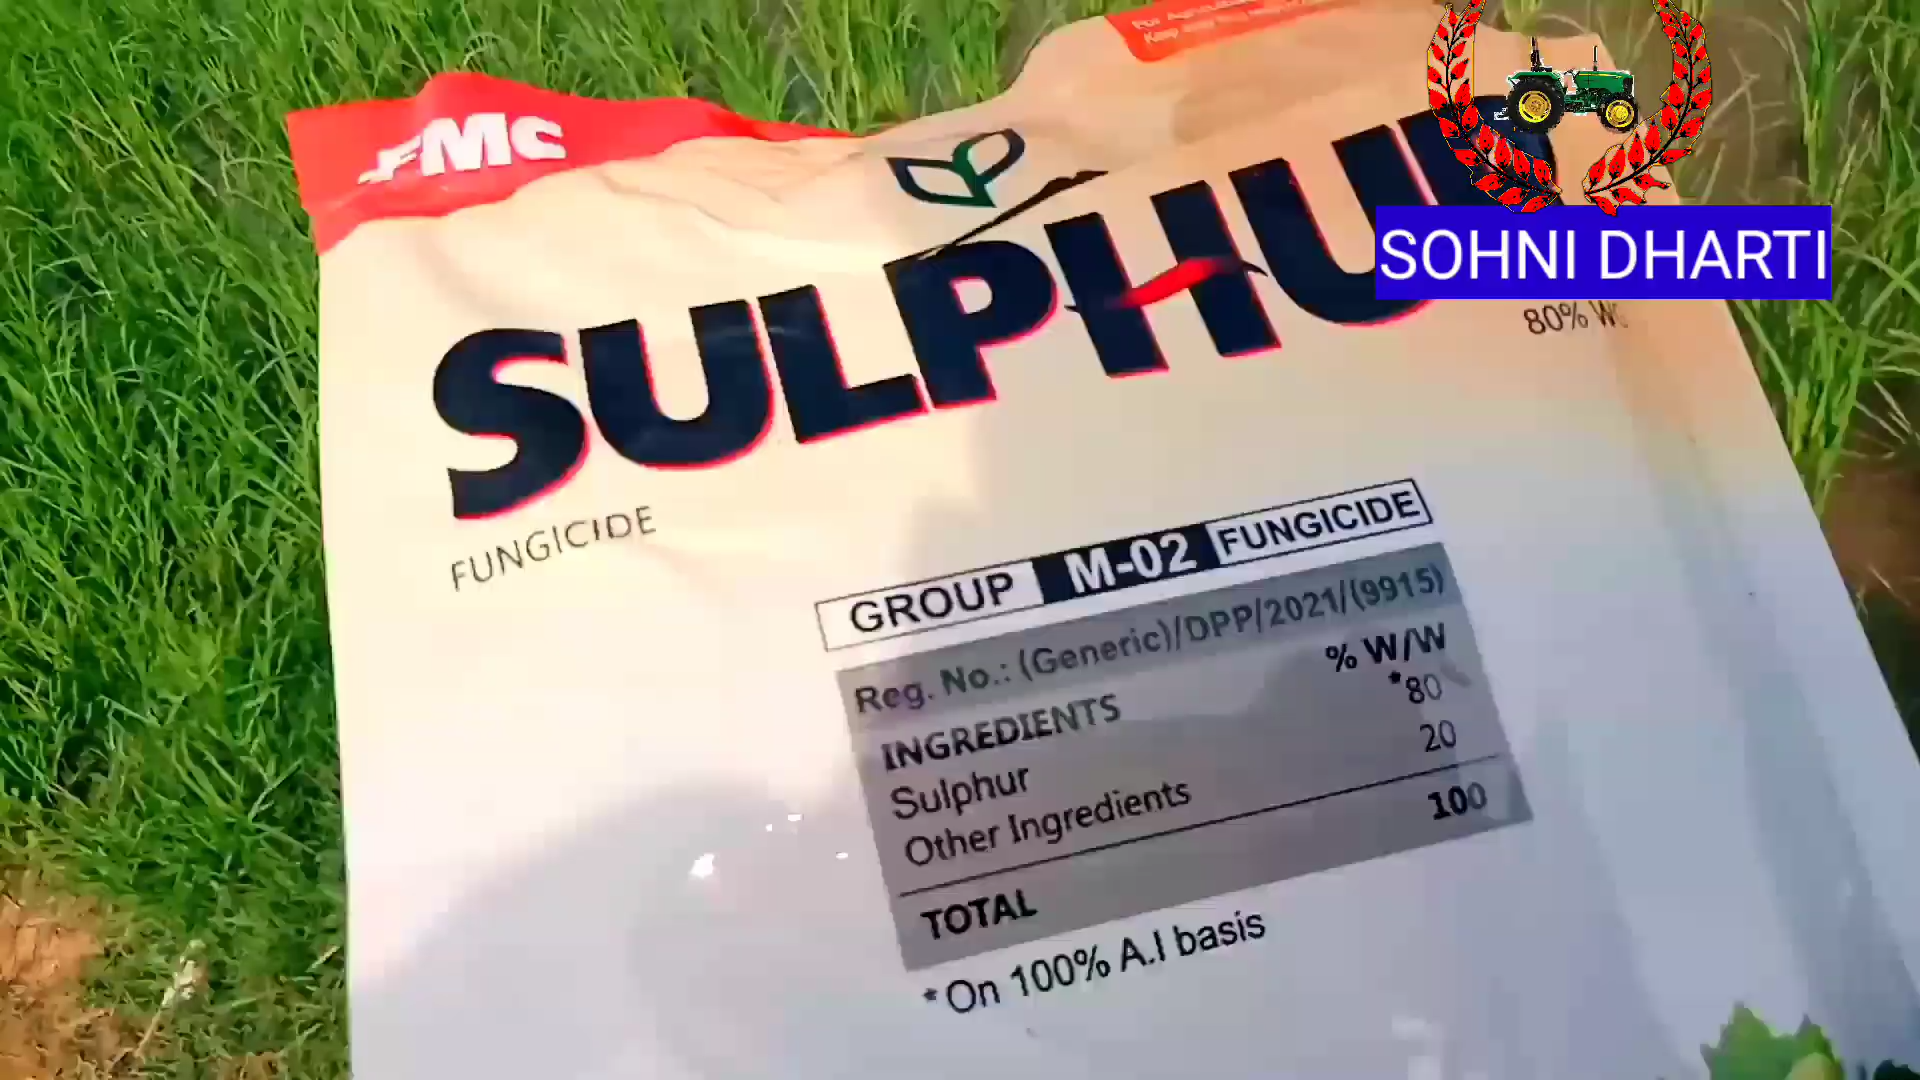 FMC
SULPHUR
SOHNI DHARTI
80% W
FUNGICIDE
GROUP M-02 FUNGICIDE
Reg. No.: (Generic)/DPP/2021/(9915)
INGREDIENTS % W/W
Sulphur *80
Other Ingredients 20
TOTAL 100
* On 100% A.I basis